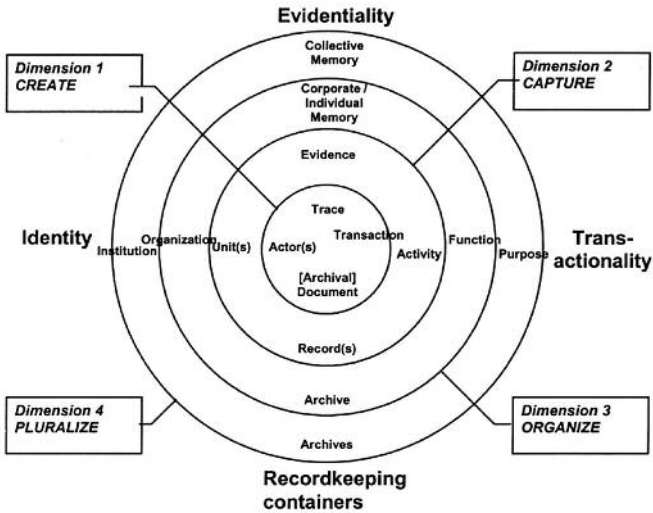 Evidentiality
Dimension 1
CREATE
Collective
Memory
Dimension 2
CAPTURE
Corporate /
Individual
Memory
Evidence
Trace
Identity
Institution
Organization
Unit(s)
Actor(s)
Transaction
Activity
Function
Purpose
Trans-
actionality
[Archival]
Document
Record(s)
Archive
Archives
Dimension 4
PLURALIZE
Dimension 3
ORGANIZE
Recordkeeping
containers